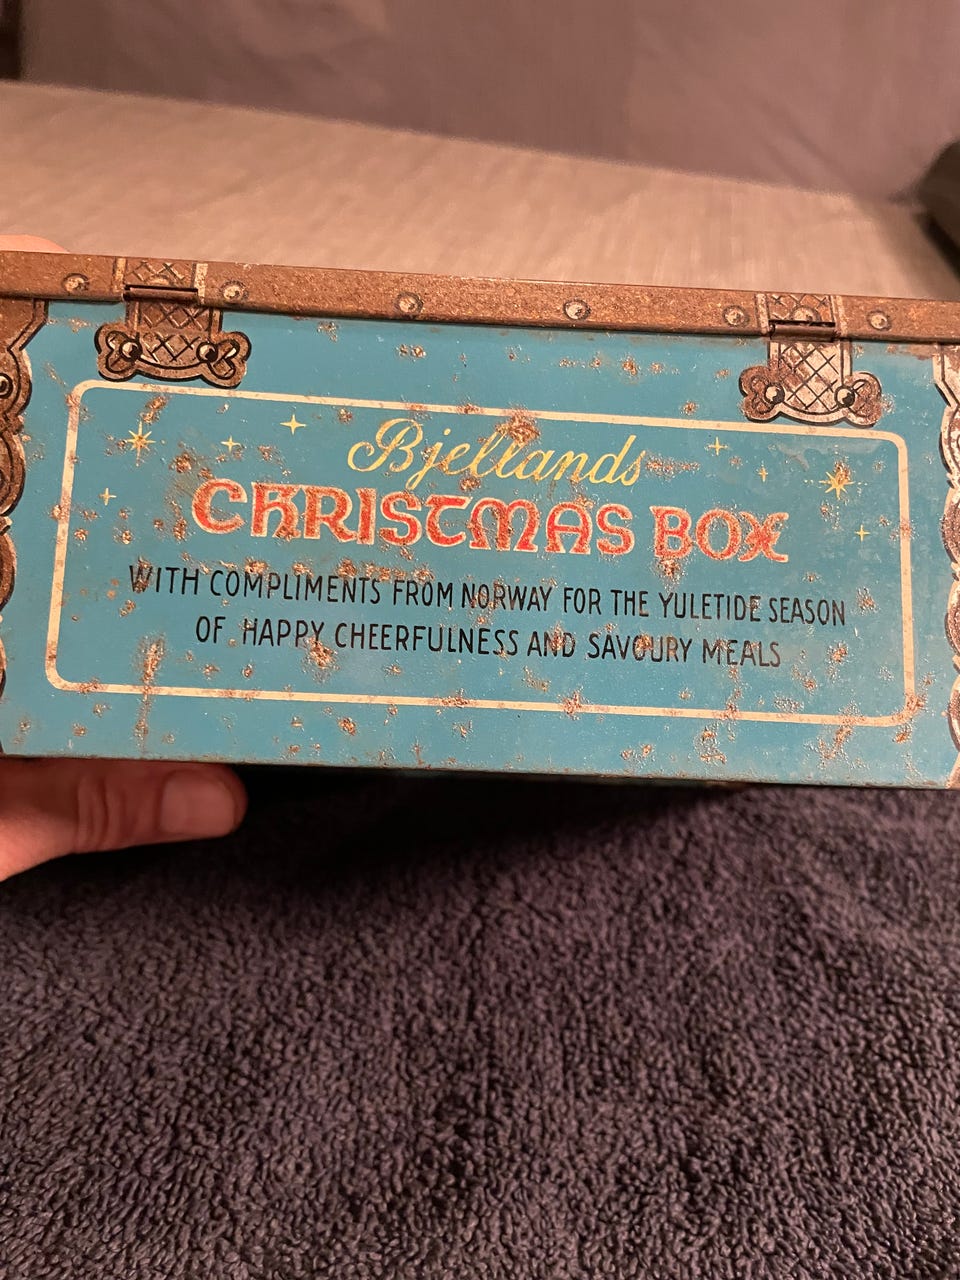 Bjellands
CHRISTMAS BOX
WITH COMPLIMENTS FROM NORWAY FOR THE YULETIDE SEASON
OF HAPPY CHEERFULNESS AND SAVOURY MEALS